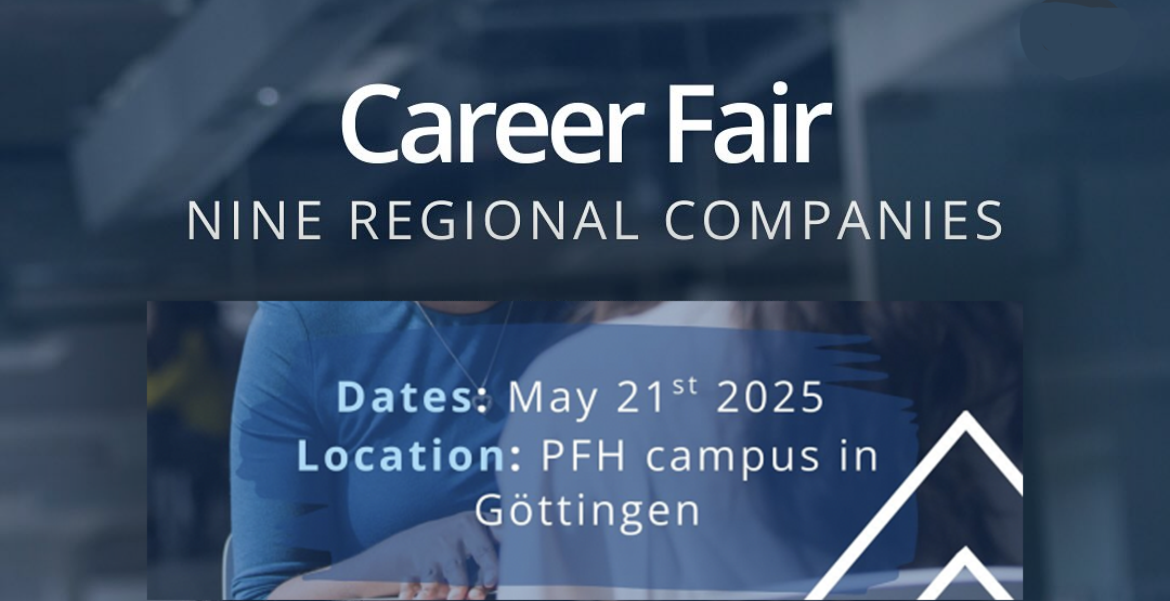 Career Fair
NINE REGIONAL COMPANIES
Dates: May 21st 2025
Location: PFH campus in
Göttingen